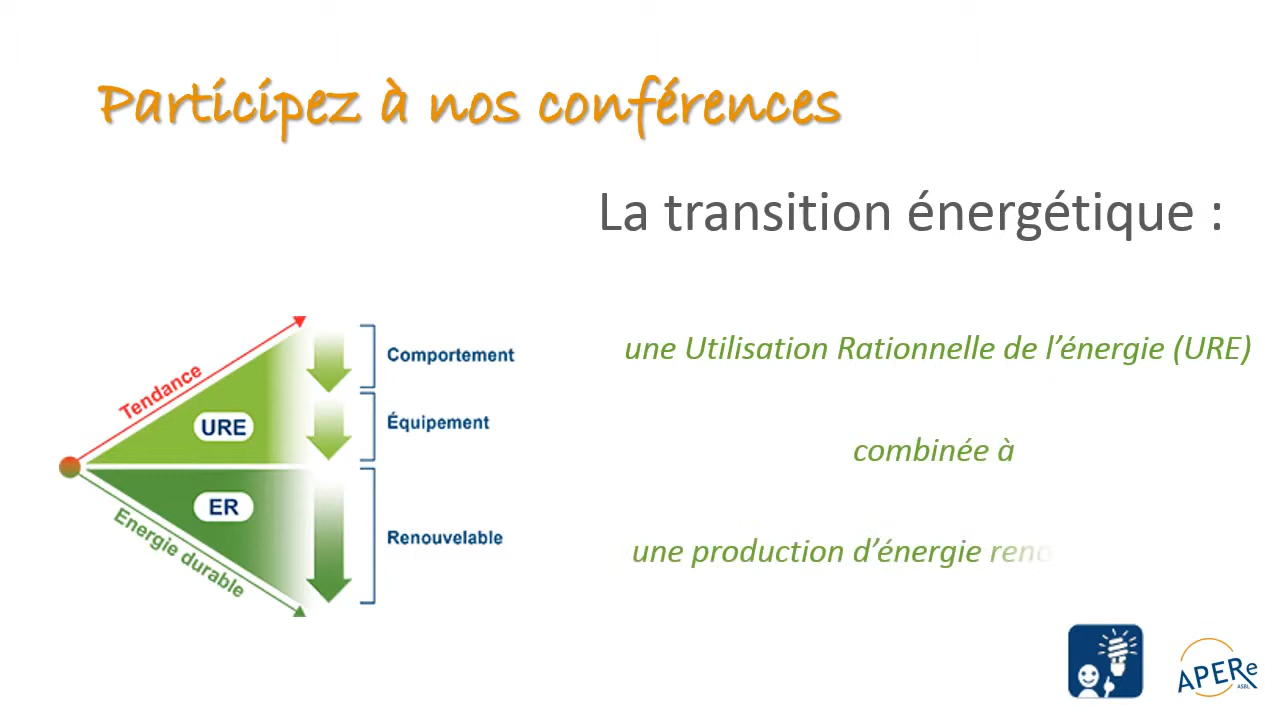 Participez à nos conférences
La transition énergétique :
Tendance
URE
ER
Energie durable
Comportement
Équipement
Renouvelable
une Utilisation Rationnelle de l’énergie (URE)
combinée à
une production d’énergie
APERe
ASBL